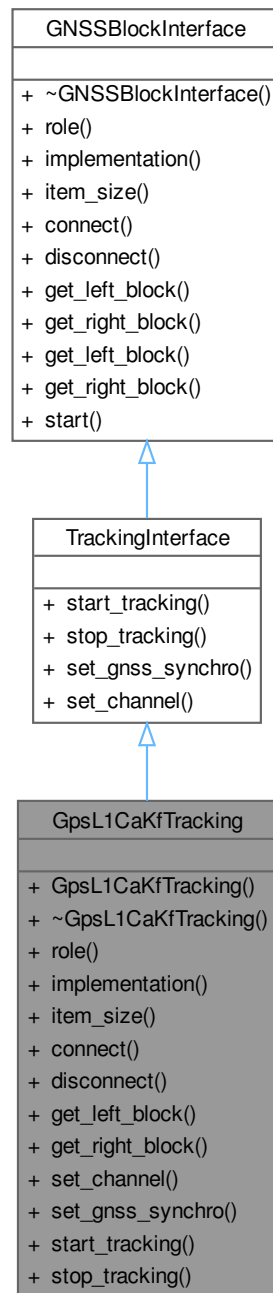 GNSSBlockInterface
+ ~GNSSBlockInterface()
+ role()
+ implementation()
+ item_size()
+ connect()
+ disconnect()
+ get_left_block()
+ get_right_block()
+ get_left_block()
+ get_right_block()
+ start()
TrackingInterface
+ start_tracking()
+ stop_tracking()
+ set_gnss_synchro()
+ set_channel()
GpsL1CaKfTracking
+ GpsL1CaKfTracking()
+ ~GpsL1CaKfTracking()
+ role()
+ implementation()
+ item_size()
+ connect()
+ disconnect()
+ get_left_block()
+ get_right_block()
+ set_channel()
+ set_gnss_synchro()
+ start_tracking()
+ stop_tracking()